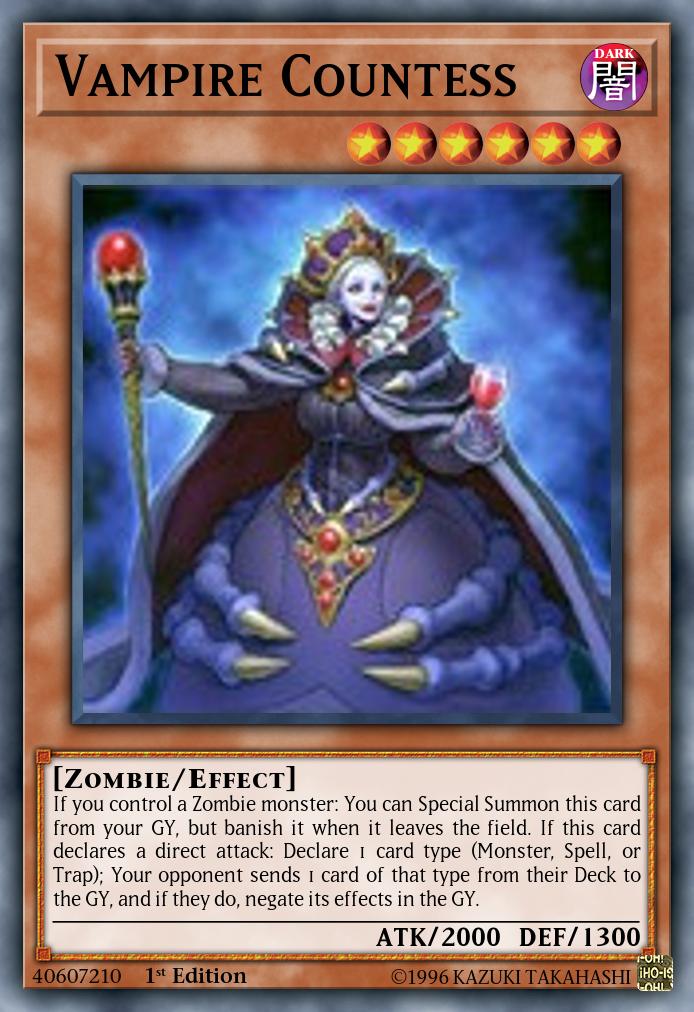 Vampire Countess
DARK
闇
[Zombie/Effect]
If you control a Zombie monster: You can Special Summon this card
from your GY, but banish it when it leaves the field. If this card
declares a direct attack: Declare 1 card type (Monster, Spell, or
Trap); Your opponent sends 1 card of that type from their Deck to
the GY, and if they do, negate its effects in the GY.
ATK/2000 DEF/1300
40607210 1st Edition ©1996 KAZUKI TAKAHASHI